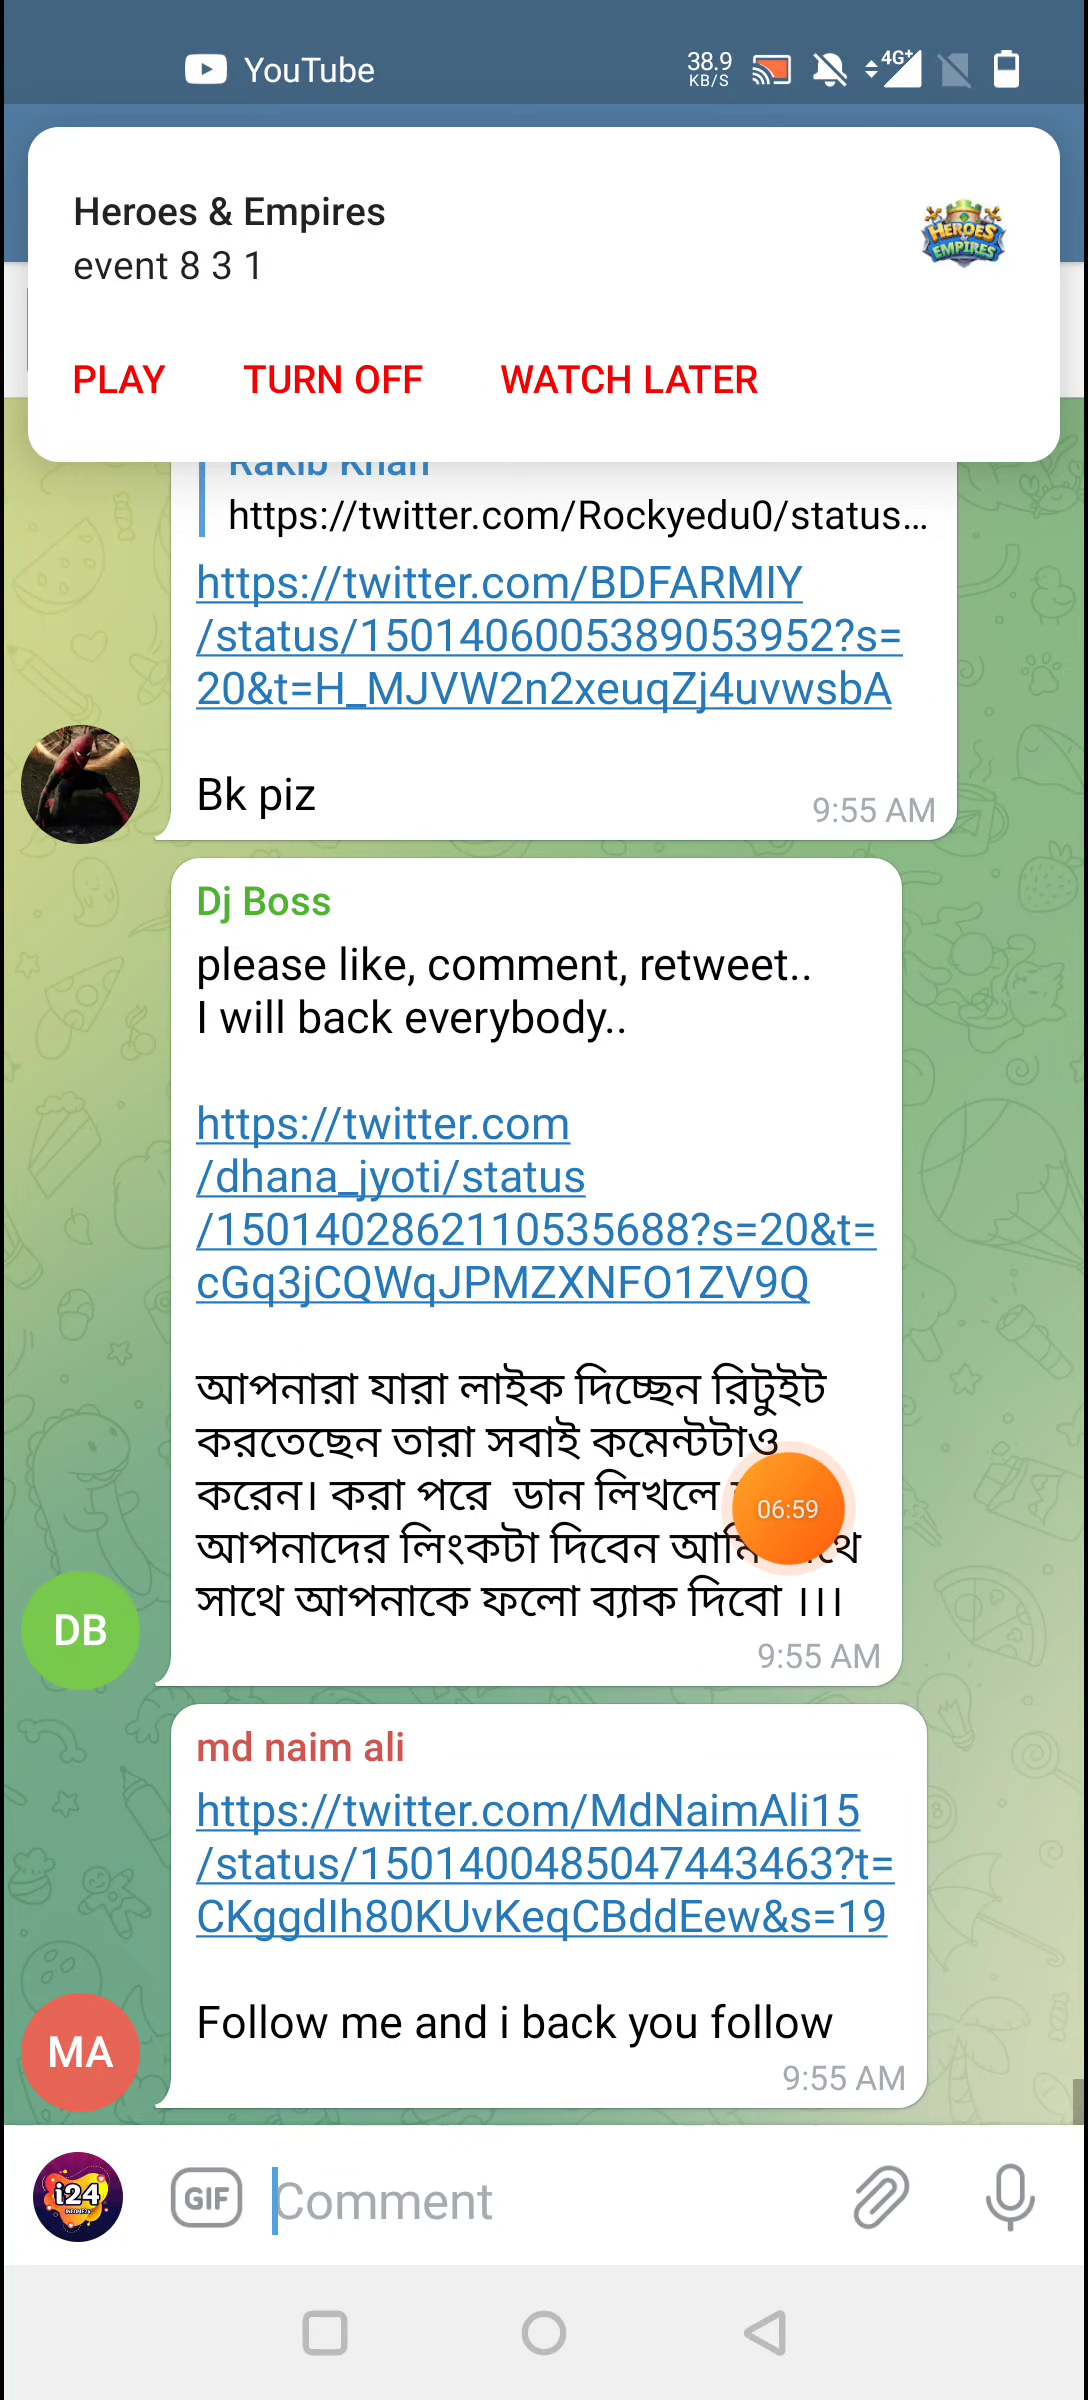 YouTube
38.9
KB/S
4G+
Heroes & Empires
event 8 3 1
HEROES
EMPIRES
PLAY TURN OFF WATCH LATER
Rakib Khan
https://twitter.com/Rockyedu0/status...
https://twitter.com/BDFARMIY
/status/1501406005389053952?s=
20&t=H_MJVW2n2xeuqZj4uvwsbA
Bk piz
9:55 AM
Dj Boss
please like, comment, retweet..
I will back everybody..
https://twitter.com
/dhana_jyoti/status
/1501402862110535688?s=20&t=
cGq3jCQWqJPMZXNFO1ZV9Q
আপনারা যারা লাইক দিচ্ছেন রিটুইট
করতেছেন তারা সবাই কমেন্টটাও
করেন। করা পরে ডান লিখলে
06:59
আপনাদের লিংকটা দিবেন আমি
সাথে আপনাকে ফলো ব্যাক দিবো ।।।
DB
9:55 AM
md naim ali
https://twitter.com/MdNaimAli15
/status/1501400485047443463?t=
CKggdIh80KUvKeqCBddEew&s=19
Follow me and i back you follow
MA
9:55 AM
i24
GIF
Comment